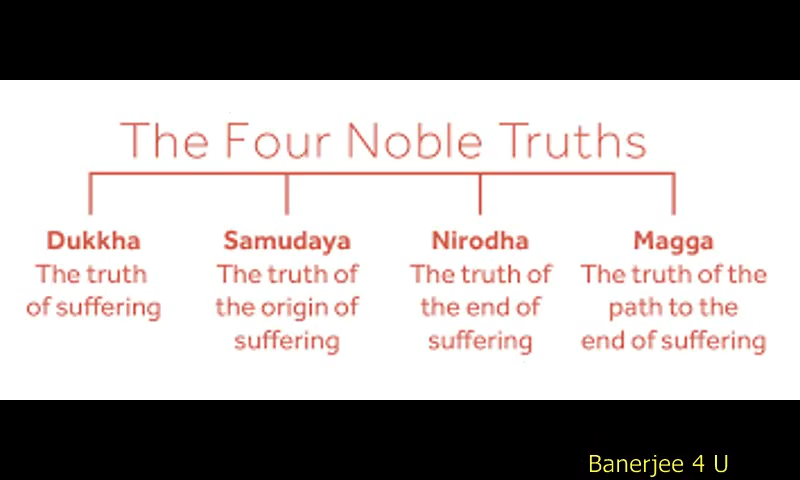 The Four Noble Truths
Dukkha
The truth
of suffering
Samudaya
The truth of
the origin of
suffering
Nirodha
The truth of
the end of
suffering
Magga
The truth of the
path to the
end of suffering
Banerjee 4 U